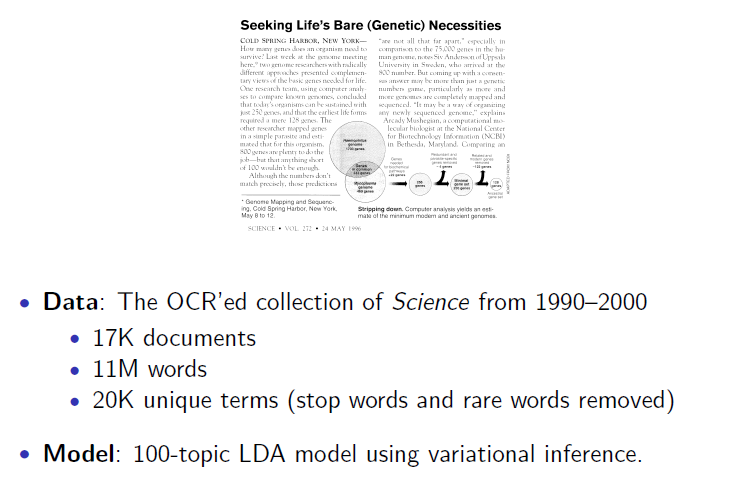 Seeking Life's Bare (Genetic) Necessities
COLD SPRING HARBOR, NEW YORK—
How many genes does an organism need to
survive? Last week at the genome meeting
here,* two genome researchers with radically
different approaches presented complemen-
tary views of the basic genes needed for life.
One research team, using computer analy-
ses to compare known genomes, concluded
that today's organisms can be sustained with
just 250 genes, and that the earliest life forms
required a mere 128 genes. The
other researcher mapped genes
in a simple parasite and esti-
mated that for this organism,
800 genes are plenty to do the
job—but that anything short
of 100 wouldn't be enough.
Although the numbers don't
match precisely, those predictions
* Genome Mapping and Sequenc-
ing, Cold Spring Harbor, New York,
May 8 to 12.
"are not all that far apart," especially in
comparison to the 75,000 genes in the hu-
man genome, notes Siv Andersson of Uppsala
University in Sweden, who arrived at the
800 number. But coming up with a consen-
sus answer may be more than just a genetic
numbers game, particularly as more and
more genomes are completely mapped and
sequenced. "It may be a way of organizing
any newly sequenced genome," explains
Arcady Mushegian, a computational mo-
lecular biologist at the National Center
for Biotechnology Information (NCBI)
in Bethesda, Maryland. Comparing an
Haemophilus
genome
1703 genes
Genes
in common
233 genes
Mycoplasma
genome
469 genes
Genes
needed
for biochemical
pathways
+22 genes
Redundant and
parasite-specific
genes removed
–4 genes
Related and
modern genes
removed
–122 genes
256
genes
Minimal
gene set
250 genes
128
genes
Ancestral
gene set
Stripping down. Computer analysis yields an esti-
mate of the minimum modern and ancient genomes.
SCIENCE • VOL. 272 • 24 MAY 1996
• Data: The OCR'ed collection of Science from 1990–2000
• 17K documents
• 11M words
• 20K unique terms (stop words and rare words removed)
• Model: 100-topic LDA model using variational inference.